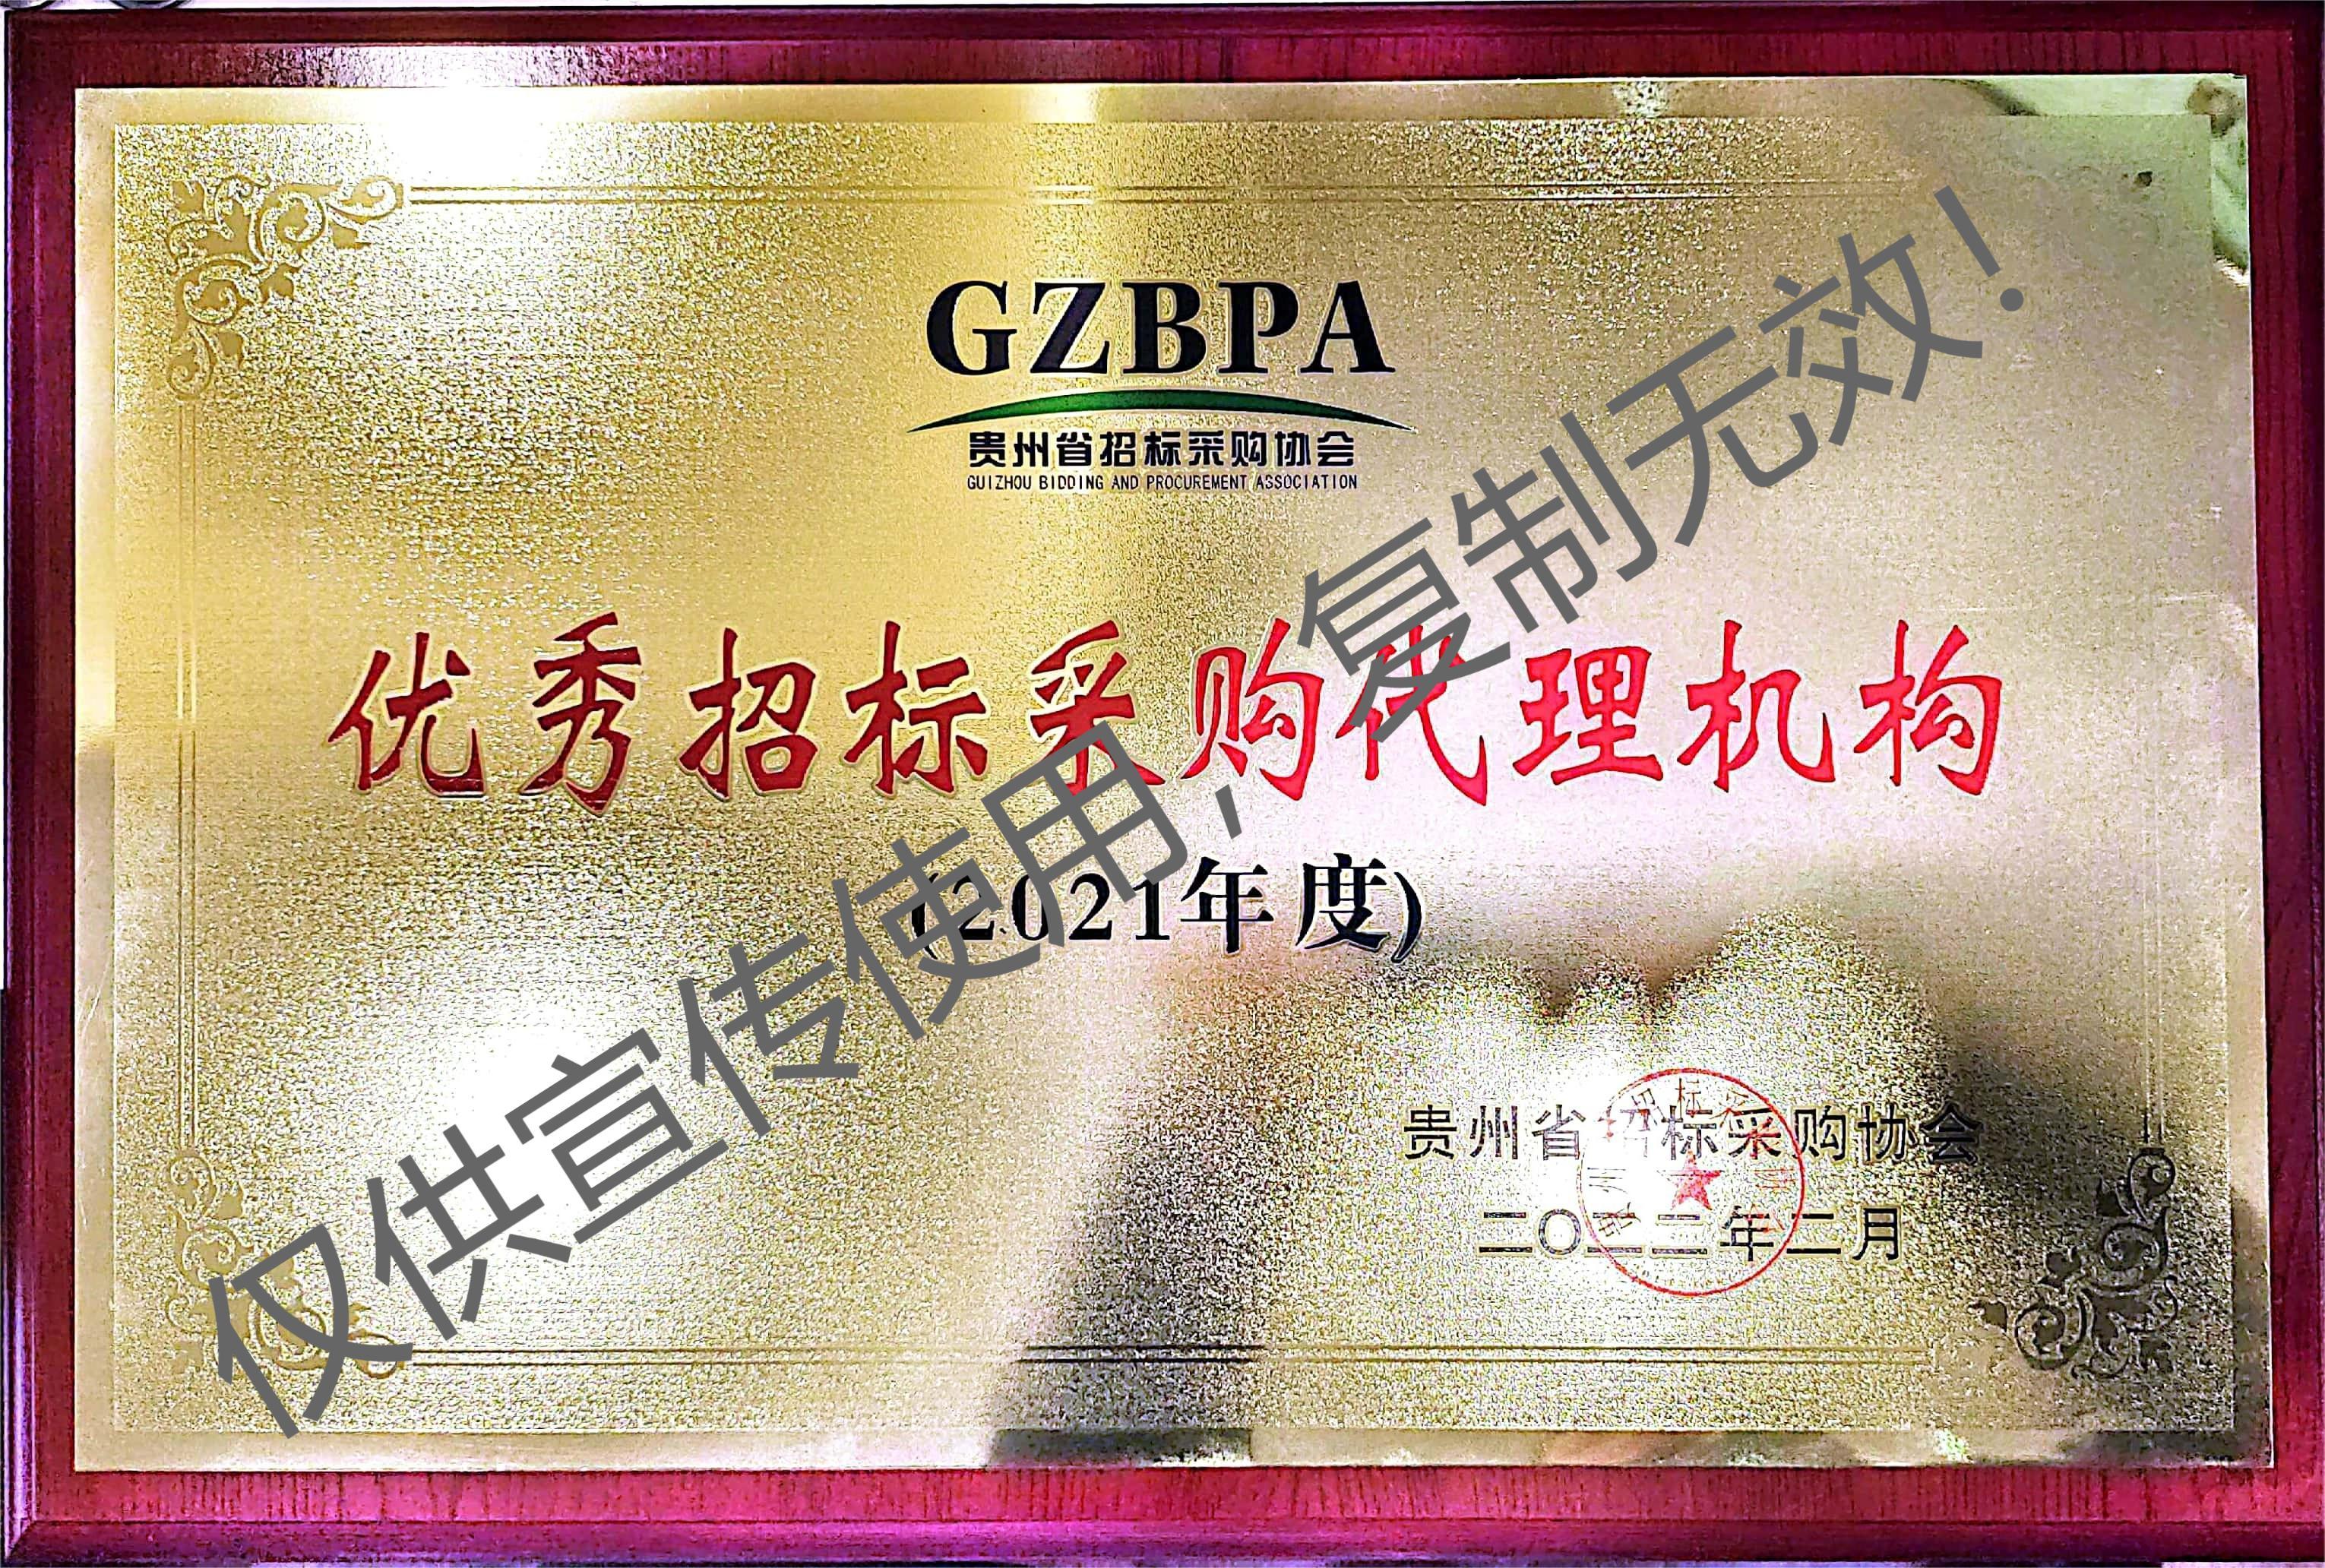 GZBPA
贵州省招标采购协会
GUIZHOU BIDDING AND PROCUREMENT ASSOCIATION
优秀招标采购代理机构
(2021年度)
贵州省招标采购协会
二〇二二年二月
仅供宣传使用，复制无效！